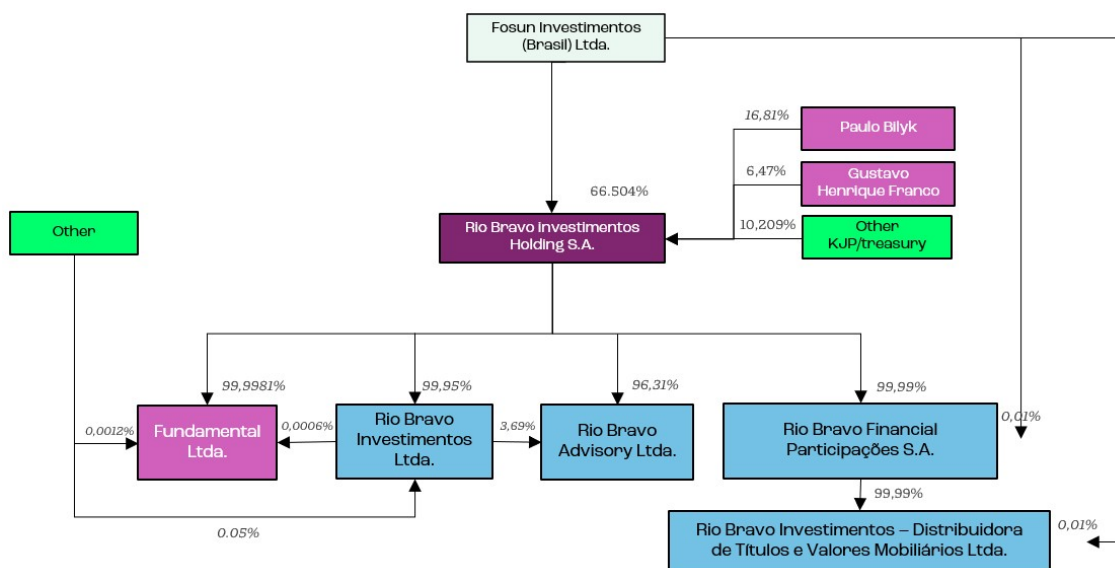 Fosun Investimentos
(Brasil) Ltda.
16,81%
Paulo Bilyk
6,47%
Gustavo
Henrique Franco
66.504%
Other
Rio Bravo Investimentos
Holding S.A.
10,209%
Other
KJP/treasury
99,9981%
99,95%
96,31%
99,99%
0,0012%
Fundamental
Ltda.
0,0006%
Rio Bravo
Investimentos
Ltda.
3,69%
Rio Bravo
Advisory Ltda.
Rio Bravo Financial
Participações S.A.
0,01%
99,99%
0.05%
Rio Bravo Investimentos – Distribuidora
de Títulos e Valores Mobiliários Ltda.
0,01%